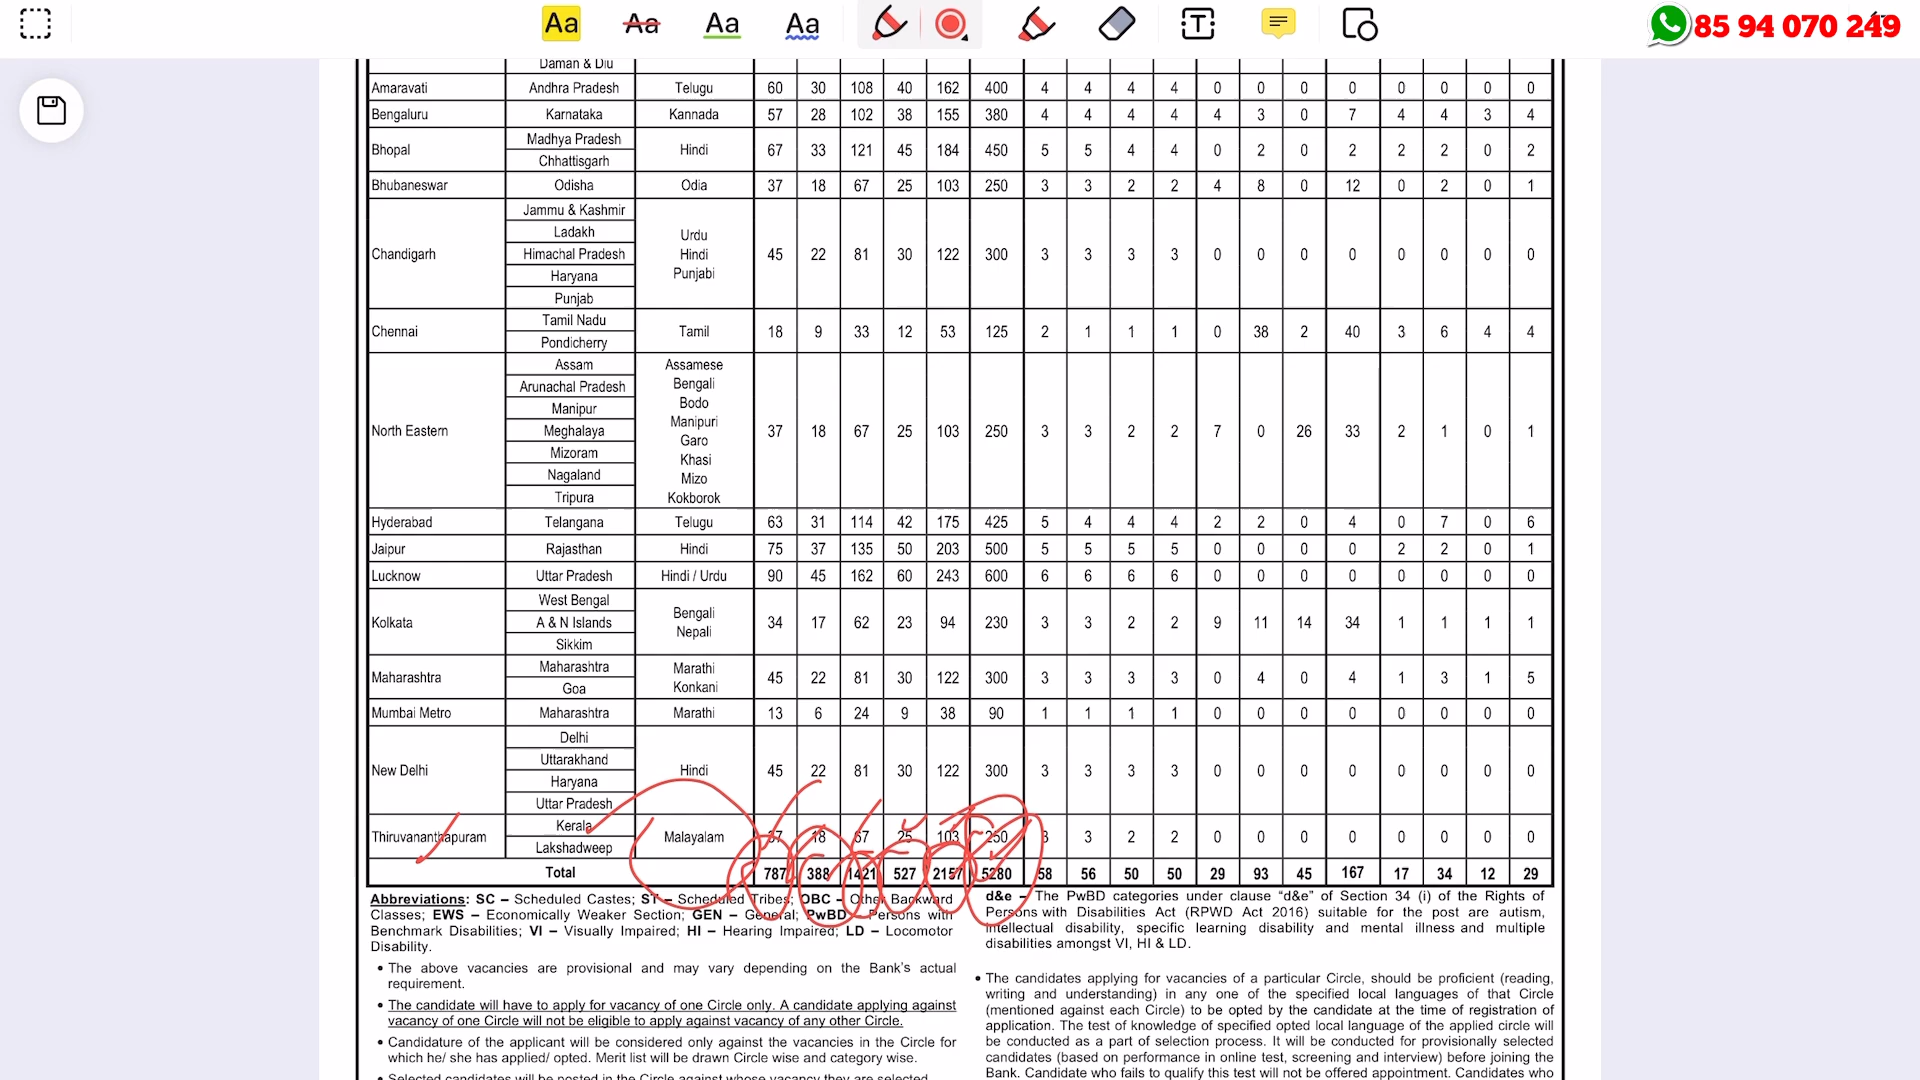 Aa Aa Aa Aa
85 94 070 249
Daman & Diu
Amaravati Andhra Pradesh Telugu 60 30 108 40 162 400 4 4 4 4 0 0 0 0 0 0 0 0
Bengaluru Karnataka Kannada 57 28 102 38 155 380 4 4 4 4 4 3 0 7 4 4 3 4
Bhopal Madhya Pradesh Chhattisgarh Hindi 67 33 121 45 184 450 5 5 4 4 0 2 0 2 2 2 0 2
Bhubaneswar Odisha Odia 37 18 67 25 103 250 3 3 2 2 4 8 0 12 0 2 0 1
Chandigarh Jammu & Kashmir Ladakh Himachal Pradesh Haryana Punjab Urdu Hindi Punjabi 45 22 81 30 122 300 3 3 3 3 0 0 0 0 0 0 0 0
Chennai Tamil Nadu Pondicherry Tamil 18 9 33 12 53 125 2 1 1 1 0 38 2 40 3 6 4 4
North Eastern Assam Arunachal Pradesh Manipur Meghalaya Mizoram Nagaland Tripura Assamese Bengali Bodo Manipuri Garo Khasi Mizo Kokborok 37 18 67 25 103 250 3 3 2 2 7 0 26 33 2 1 0 1
Hyderabad Telangana Telugu 63 31 114 42 175 425 5 4 4 4 2 2 0 4 0 7 0 6
Jaipur Rajasthan Hindi 75 37 135 50 203 500 5 5 5 5 0 0 0 0 2 2 0 1
Lucknow Uttar Pradesh Hindi / Urdu 90 45 162 60 243 600 6 6 6 6 0 0 0 0 0 0 0 0
Kolkata West Bengal A & N Islands Sikkim Bengali Nepali 34 17 62 23 94 230 3 3 2 2 9 11 14 34 1 1 1 1
Maharashtra Maharashtra Goa Marathi Konkani 45 22 81 30 122 300 3 3 3 3 0 4 0 4 1 3 1 5
Mumbai Metro Maharashtra Marathi 13 6 24 9 38 90 1 1 1 1 0 0 0 0 0 0 0 0
New Delhi Delhi Uttarakhand Haryana Uttar Pradesh Hindi 45 22 81 30 122 300 3 3 3 3 0 0 0 0 0 0 0 0
Thiruvananthapuram Kerala Lakshadweep Malayalam 37 18 67 25 103 250 3 3 2 2 0 0 0 0 0 0 0 0
Total 787 388 1421 527 2157 5280 58 56 50 50 29 93 45 167 17 34 12 29
Abbreviations: SC – Scheduled Castes; ST – Scheduled Tribes; OBC – Other Backward
Classes; EWS – Economically Weaker Section; GEN – General; PwBD – Persons with
Benchmark Disabilities; VI – Visually Impaired; HI – Hearing Impaired; LD – Locomotor
Disability.
• The above vacancies are provisional and may vary depending on the Bank's actual
requirement.
• The candidate will have to apply for vacancy of one Circle only. A candidate applying against
vacancy of one Circle will not be eligible to apply against vacancy of any other Circle.
• Candidature of the applicant will be considered only against the vacancies in the Circle for
which he/ she has applied/ opted. Merit list will be drawn Circle wise and category wise.
• Selected candidates will be posted in the Circle against whose vacancy they are selected
d&e – The PwBD categories under clause “d&e” of Section 34 (i) of the Rights of
Persons with Disabilities Act (RPWD Act 2016) suitable for the post are autism,
intellectual disability, specific learning disability and mental illness and multiple
disabilities amongst VI, HI & LD.
• The candidates applying for vacancies of a particular Circle, should be proficient (reading,
writing and understanding) in any one of the specified local languages of that Circle
(mentioned against each Circle) to be opted by the candidate at the time of registration of
application. The test of knowledge of specified opted local language of the applied circle will
be conducted as a part of selection process. It will be conducted for provisionally selected
candidates (based on performance in online test, screening and interview) before joining the
Bank. Candidate who fails to qualify this test will not be offered appointment. Candidates who